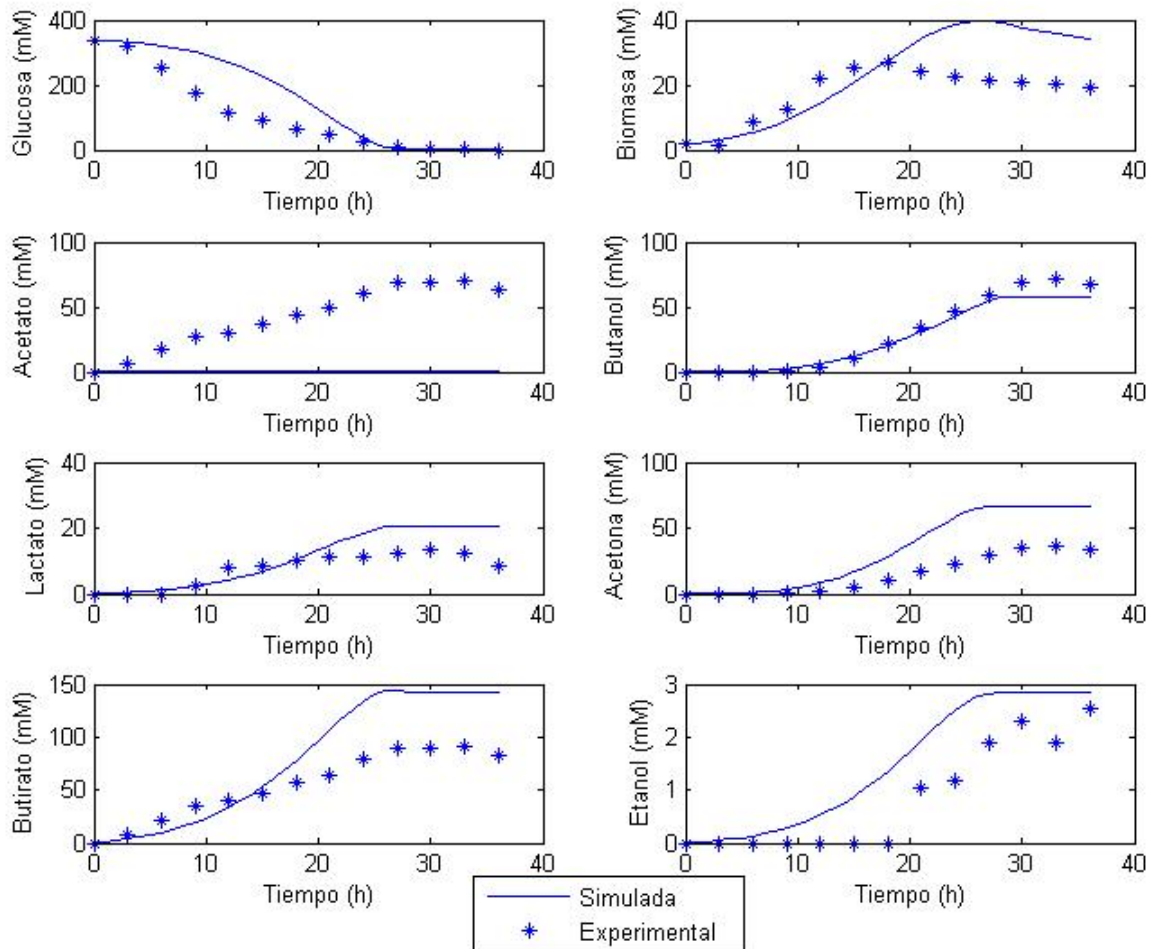 Glucosa (mM)
400
200
0
0 10 20 30 40
Tiempo (h)
Biomasa (mM)
40
20
0
0 10 20 30 40
Tiempo (h)
Acetato (mM)
100
50
0
0 10 20 30 40
Tiempo (h)
Butanol (mM)
100
50
0
0 10 20 30 40
Tiempo (h)
Lactato (mM)
40
20
0
0 10 20 30 40
Tiempo (h)
Acetona (mM)
100
50
0
0 10 20 30 40
Tiempo (h)
Butirato (mM)
150
100
50
0
0 10 20 30 40
Tiempo (h)
Etanol (mM)
3
2
1
0
0 10 20 30 40
Tiempo (h)
Simulada
Experimental